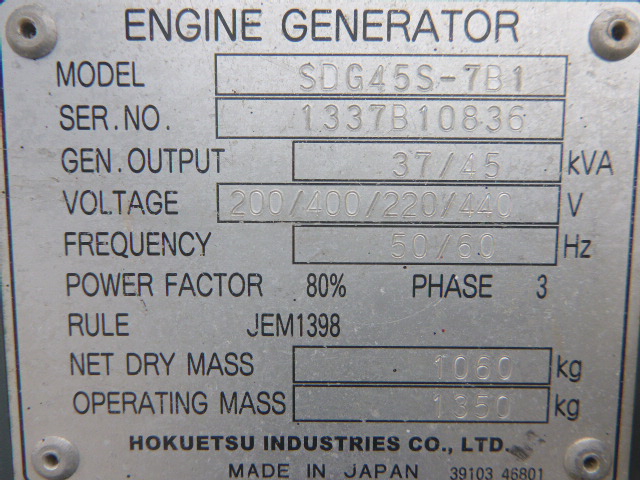 ENGINE GENERATOR
MODEL SDG45S-7B1
SER.NO. 1337B10836
GEN.OUTPUT 37/45 kVA
VOLTAGE 200/400/220/440 V
FREQUENCY 50/60 Hz
POWER FACTOR 80% PHASE 3
RULE JEM1398
NET DRY MASS 1060 kg
OPERATING MASS 1350 kg
HOKUETSU INDUSTRIES CO., LTD.
MADE IN JAPAN 39103 46801